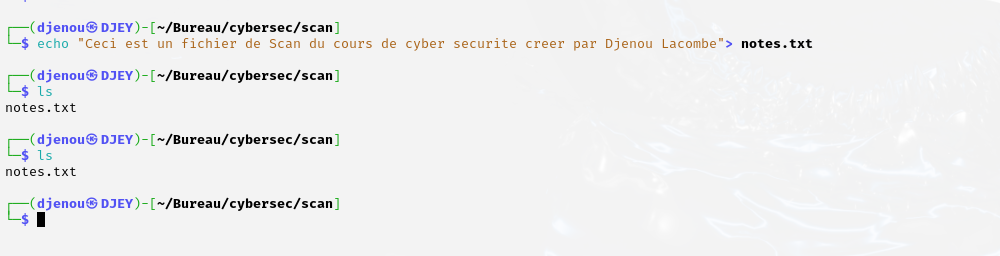 ┌──(djenou㉿DJEY)-[~/Bureau/cybersec/scan]
└─$ echo "Ceci est un fichier de Scan du cours de cyber securite creer par Djenou Lacombe"> notes.txt
┌──(djenou㉿DJEY)-[~/Bureau/cybersec/scan]
└─$ ls
notes.txt
┌──(djenou㉿DJEY)-[~/Bureau/cybersec/scan]
└─$ ls
notes.txt
┌──(djenou㉿DJEY)-[~/Bureau/cybersec/scan]
└─$